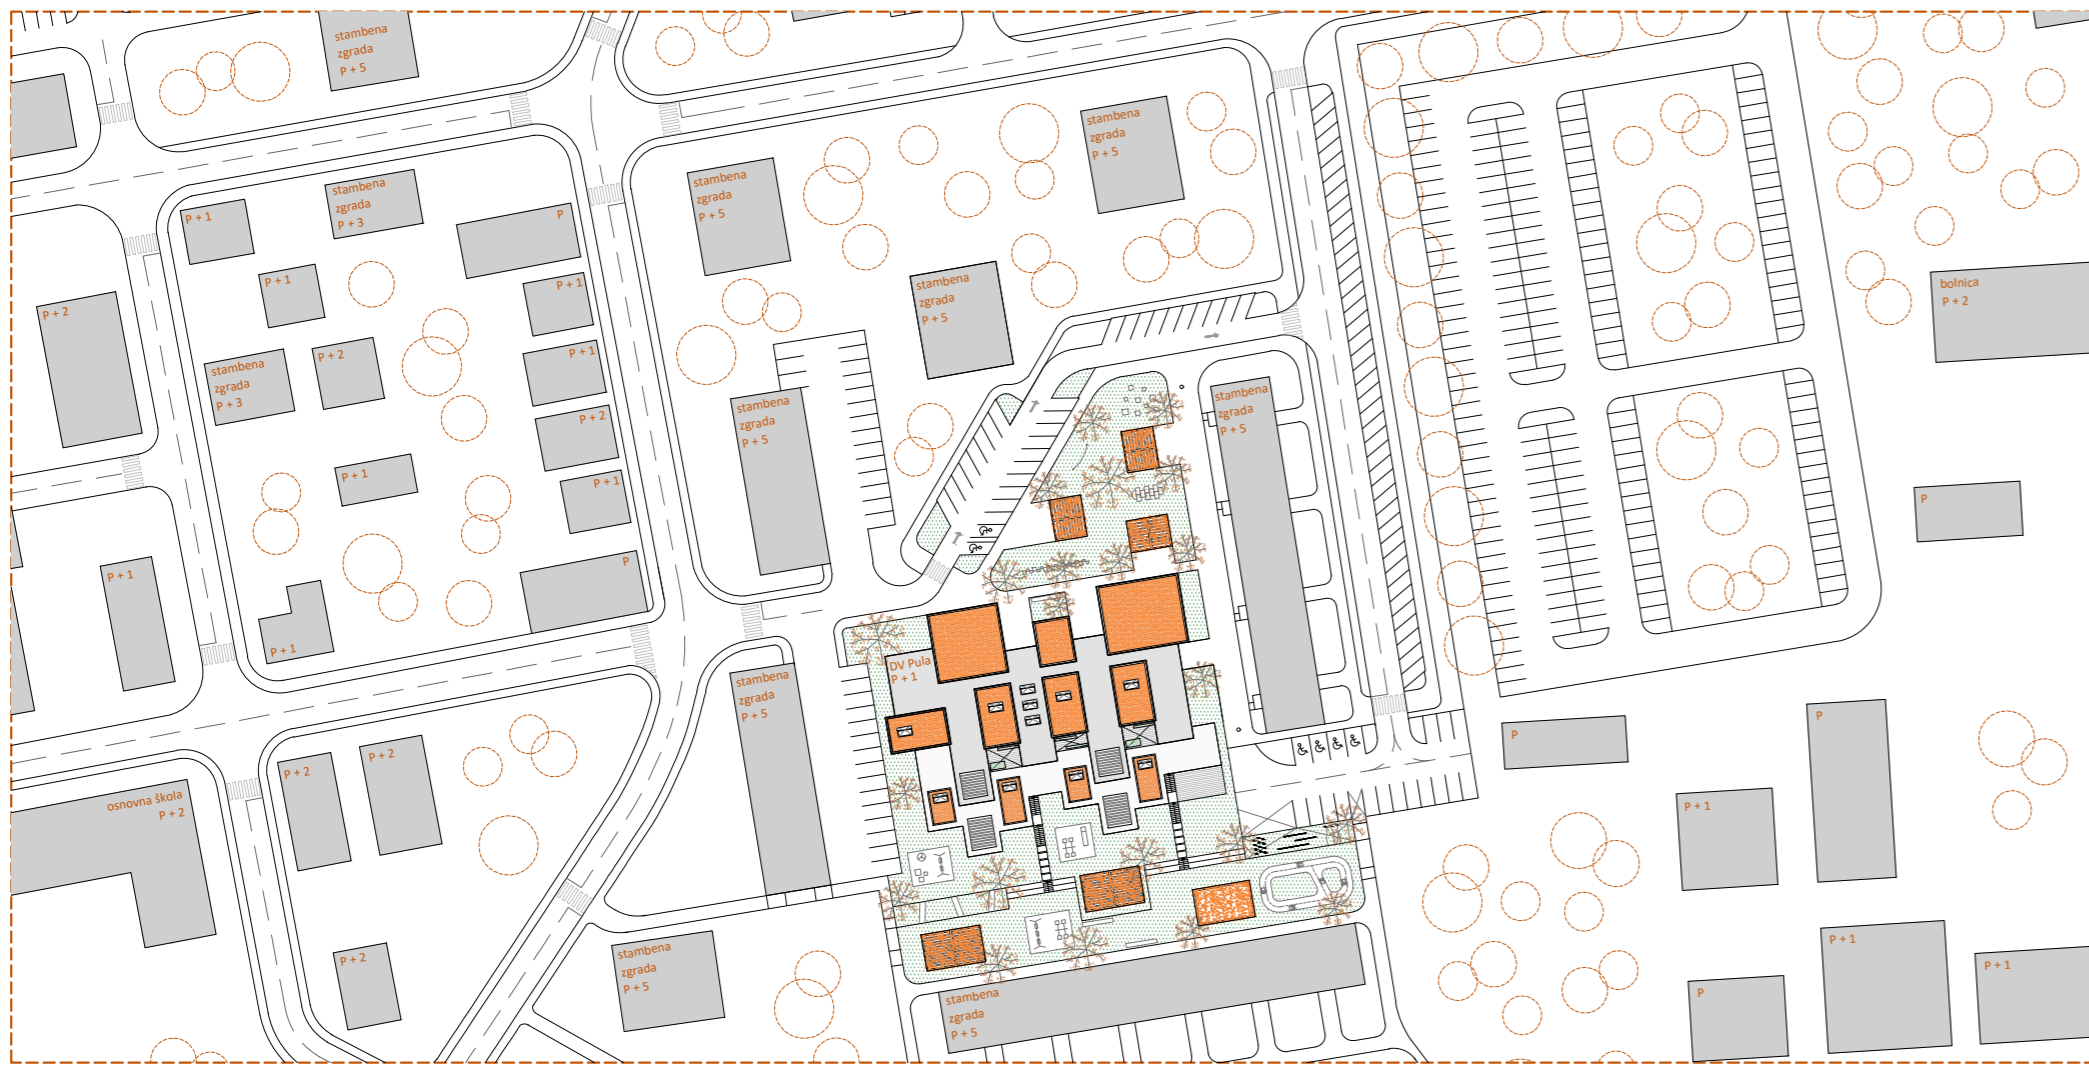 stambena
zgrada
P + 5
stambena
zgrada
P + 5
stambena
zgrada
P + 5
P + 1
stambena
zgrada
P + 3
P
P + 1
P + 1
stambena
zgrada
P + 5
bolnica
P + 2
P + 2
stambena
zgrada
P + 3
P + 2
P + 1
stambena
zgrada
P + 5
stambena
zgrada
P + 5
P + 2
P + 1
P + 1
P
P + 1
P
P + 1
DV Pula
P + 1
stambena
zgrada
P + 5
P
P
P + 2
P + 2
osnovna škola
P + 2
P + 1
P + 2
stambena
zgrada
P + 5
stambena
zgrada
P + 5
P + 1
P + 1
P